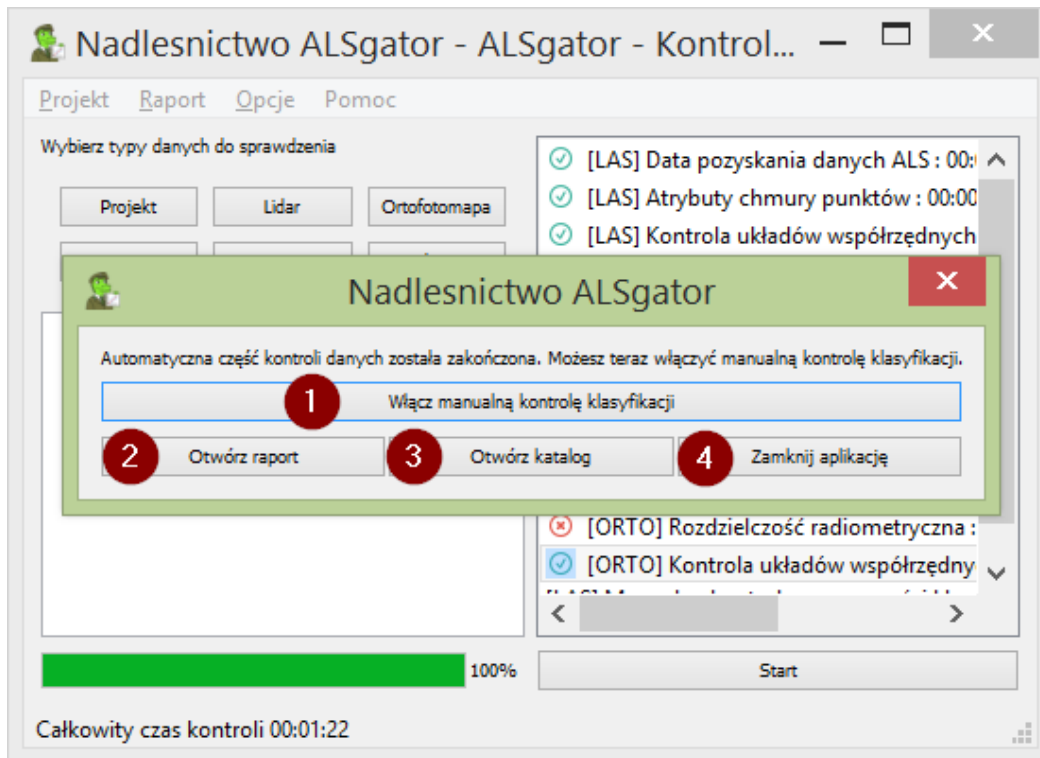 Nadlesnictwo ALSgator - ALSgator - Kontrol...
Projekt Raport Opcje Pomoc
Wybierz typy danych do sprawdzenia
Projekt Lidar Ortofotomapa
[LAS] Data pozyskania danych ALS : 00:
[LAS] Atrybuty chmury punktów : 00:00
[LAS] Kontrola układów współrzędnych
Nadlesnictwo ALSgator
Automatyczna część kontroli danych została zakończona. Możesz teraz włączyć manualną kontrolę klasyfikacji.
1 Włącz manualną kontrolę klasyfikacji
2 Otwórz raport 3 Otwórz katalog 4 Zamknij aplikację
[ORTO] Rozdzielczość radiometryczna :
[ORTO] Kontrola układów współrzędny
100% Start
Całkowity czas kontroli 00:01:22